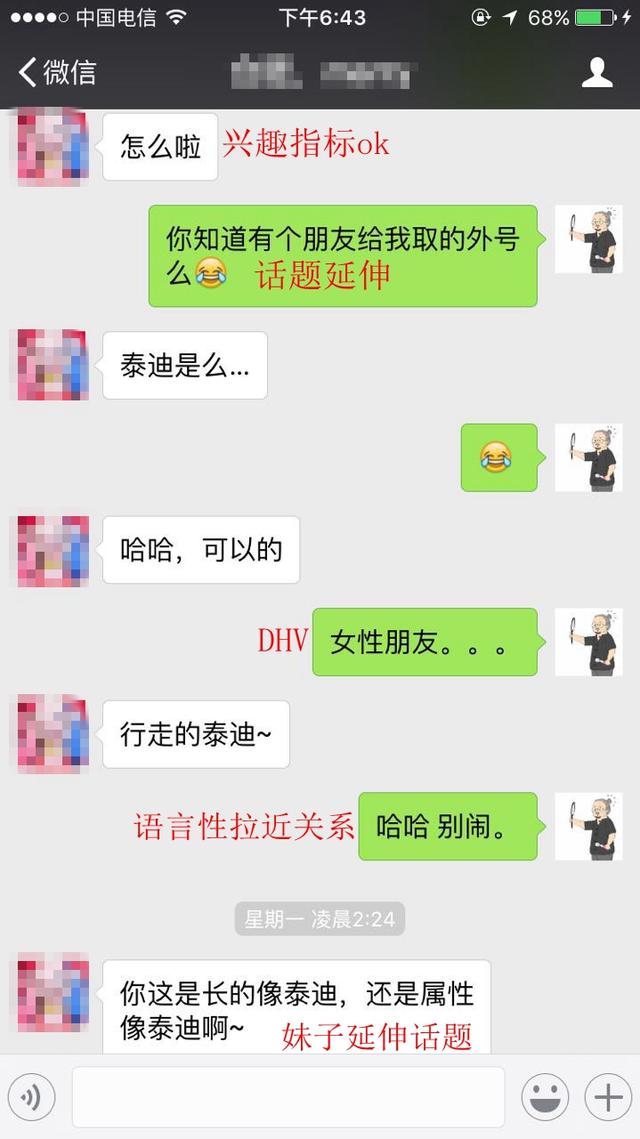 中国电信 下午6:43 68%
微信
怎么啦 兴趣指标ok
你知道有个朋友给我取的外号
么😂 话题延伸
泰迪是么...
😂
哈哈，可以的
DHV 女性朋友。。。
行走的泰迪~
语言性拉近关系 哈哈 别闹。
星期一 凌晨2:24
你这是长的像泰迪，还是属性
像泰迪啊~ 妹子延伸话题